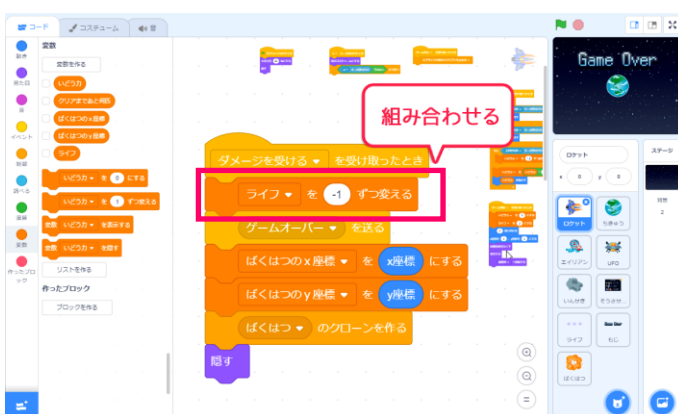 コード
コスチューム
音
変数
変数を作る
いどう力
クリアまであと何匹
ばくはつのx座標
ばくはつのy座標
ライフ
いどう力 を 0 にする
いどう力 を 1 ずつ変える
変数 いどう力 を表示する
変数 いどう力 を隠す
リストを作る
作ったブロック
ブロックを作る
動き
見た目
音
イベント
制御
調べる
演算
変数
作ったブロック
組み合わせる
ダメージを受ける を受け取ったとき
ライフ を -1 ずつ変える
ゲームオーバー を送る
ばくはつのx座標 を x座標 にする
ばくはつのy座標 を y座標 にする
ばくはつ のクローンを作る
隠す
Game Over
ロケット
ステージ
x 0 y 0
背景
2
ロケット
ちきゅう
エイリアン
UFO
いんせき
そうさせ...
ライフ
もじ
ばくはつ